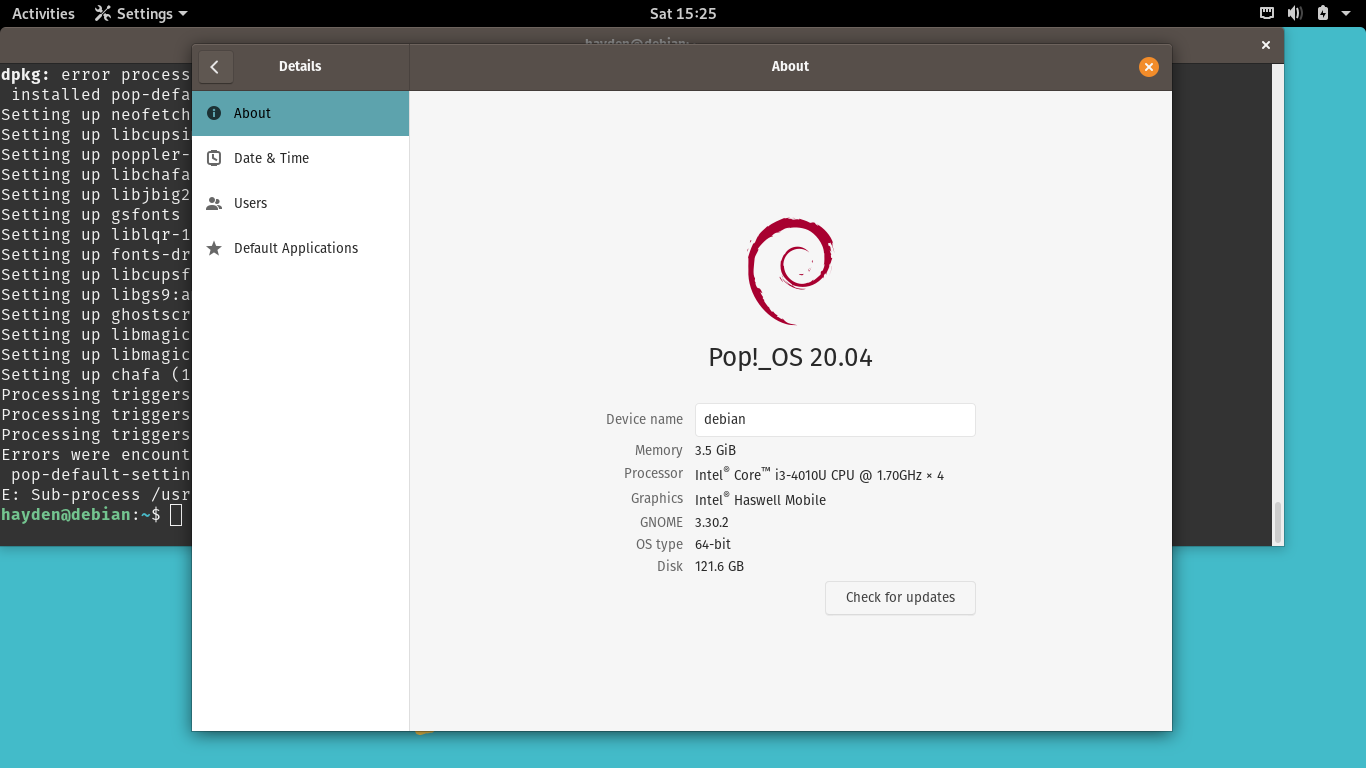 Activities Settings Sat 15:25
hayden@debian:
Details About
dpkg: error process
installed pop-defa
Setting up neofetch
Setting up libcupsi
Setting up poppler-
Setting up libchafa
Setting up libjbig2
Setting up gsfonts
Setting up liblqr-1
Setting up fonts-dr
Setting up libcupsf
Setting up libgs9:a
Setting up ghostscr
Setting up libmagic
Setting up libmagic
Setting up chafa (1
Processing triggers
Processing triggers
Processing triggers
Errors were encount
pop-default-settin
E: Sub-process /usr
hayden@debian:~$
About
Date & Time
Users
Default Applications
Pop!_OS 20.04
Device name debian
Memory 3.5 GiB
Processor Intel® Core™ i3-4010U CPU @ 1.70GHz × 4
Graphics Intel® Haswell Mobile
GNOME 3.30.2
OS type 64-bit
Disk 121.6 GB
Check for updates